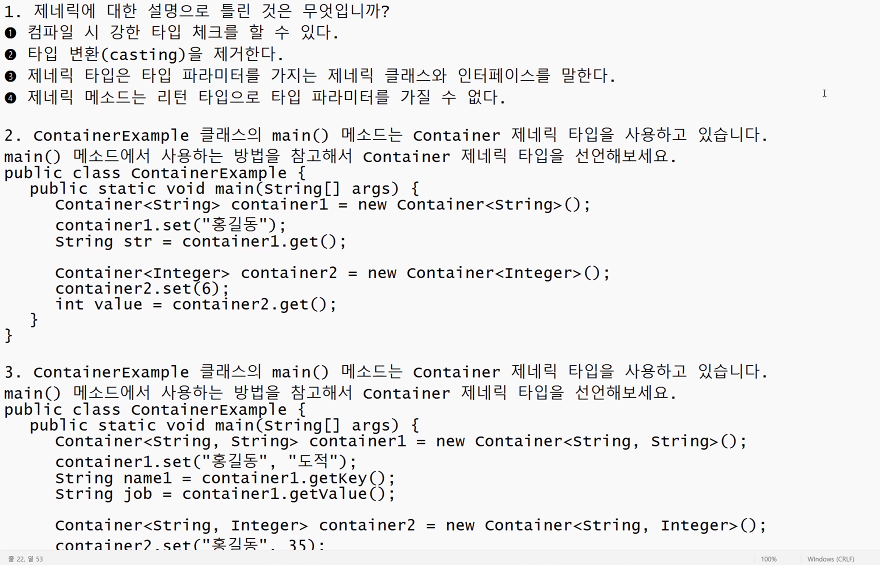 1. 제네릭에 대한 설명으로 틀린 것은 무엇입니까?
❶ 컴파일 시 강한 타입 체크를 할 수 있다.
❷ 타입 변환(casting)을 제거한다.
❸ 제네릭 타입은 타입 파라미터를 가지는 제네릭 클래스와 인터페이스를 말한다.
❹ 제네릭 메소드는 리턴 타입으로 타입 파라미터를 가질 수 없다.
2. ContainerExample 클래스의 main() 메소드는 Container 제네릭 타입을 사용하고 있습니다.
main() 메소드에서 사용하는 방법을 참고해서 Container 제네릭 타입을 선언해보세요.
public class ContainerExample {
public static void main(String[] args) {
Container<String> container1 = new Container<String>();
container1.set("홍길동");
String str = container1.get();
Container<Integer> container2 = new Container<Integer>();
container2.set(6);
int value = container2.get();
}
}
3. ContainerExample 클래스의 main() 메소드는 Container 제네릭 타입을 사용하고 있습니다.
main() 메소드에서 사용하는 방법을 참고해서 Container 제네릭 타입을 선언해보세요.
public class ContainerExample {
public static void main(String[] args) {
Container<String, String> container1 = new Container<String, String>();
container1.set("홍길동", "도적");
String name1 = container1.getKey();
String job = container1.getValue();
Container<String, Integer> container2 = new Container<String, Integer>();
container2.set("홍길동", 35);
줄 22, 열 53
100%
Windows (CRLF)